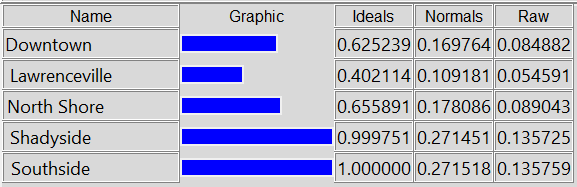 Name Graphic Ideals Normals Raw
Downtown 0.625239 0.169764 0.084882
Lawrenceville 0.402114 0.109181 0.054591
North Shore 0.655891 0.178086 0.089043
Shadyside 0.999751 0.271451 0.135725
Southside 1.000000 0.271518 0.135759